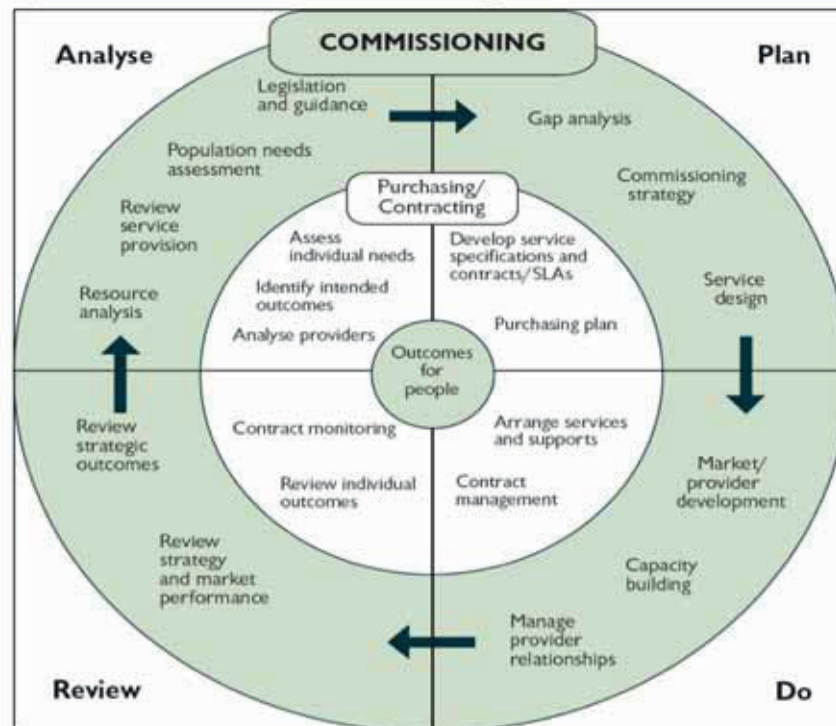 COMMISSIONING
Analyse
Plan
Legislation
and guidance
Population needs
assessment
Review
service
provision
Resource
analysis
Gap analysis
Commissioning
strategy
Service
design
Purchasing/
Contracting
Assess
individual needs
Identify intended
outcomes
Analyse providers
Develop service
specifications and
contracts/SLAs
Purchasing plan
Outcomes
for
people
Contract monitoring
Review individual
outcomes
Arrange services
and supports
Contract
management
Review
strategic
outcomes
Review
strategy
and market
performance
Market/
provider
development
Capacity
building
Manage
provider
relationships
Review
Do